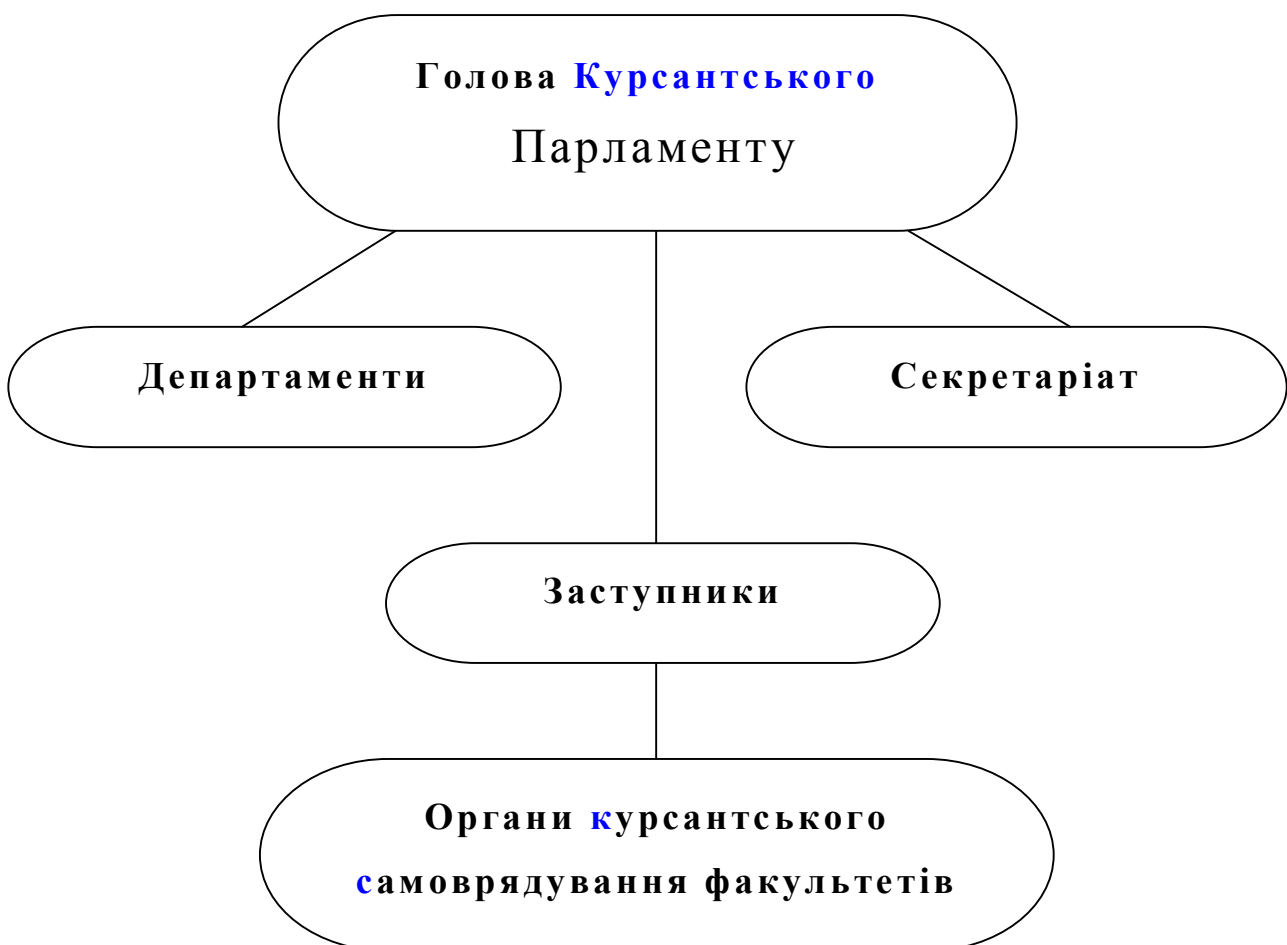 Голова Курсантського
Парламенту
Департаменти
Секретаріат
Заступники
Органи курсантського
самоврядування факультетів